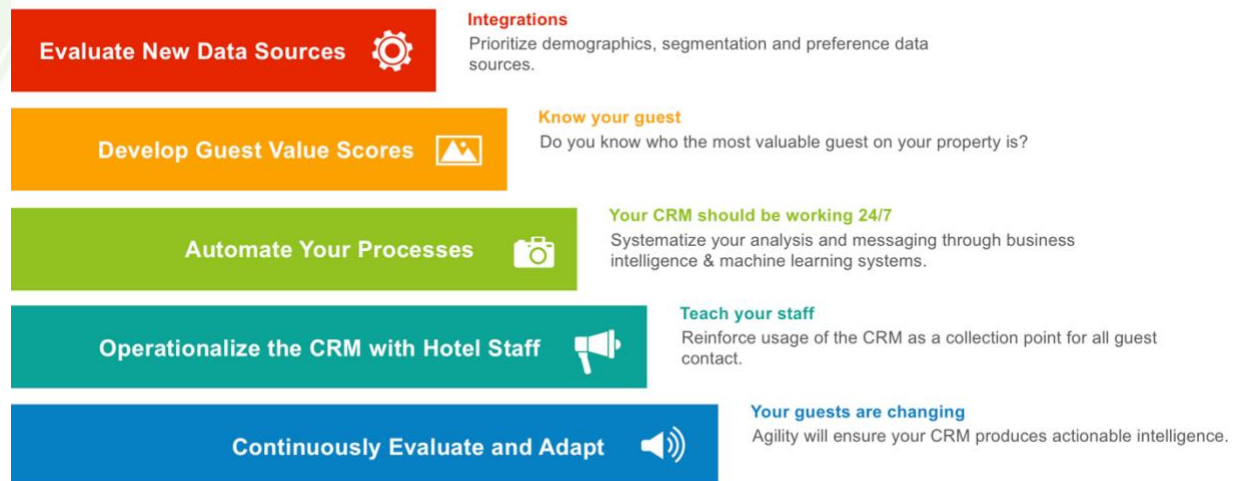 Evaluate New Data Sources
Integrations
Prioritize demographics, segmentation and preference data
sources.
Develop Guest Value Scores
Know your guest
Do you know who the most valuable guest on your property is?
Automate Your Processes
Your CRM should be working 24/7
Systematize your analysis and messaging through business
intelligence & machine learning systems.
Operationalize the CRM with Hotel Staff
Teach your staff
Reinforce usage of the CRM as a collection point for all guest
contact.
Continuously Evaluate and Adapt
Your guests are changing
Agility will ensure your CRM produces actionable intelligence.